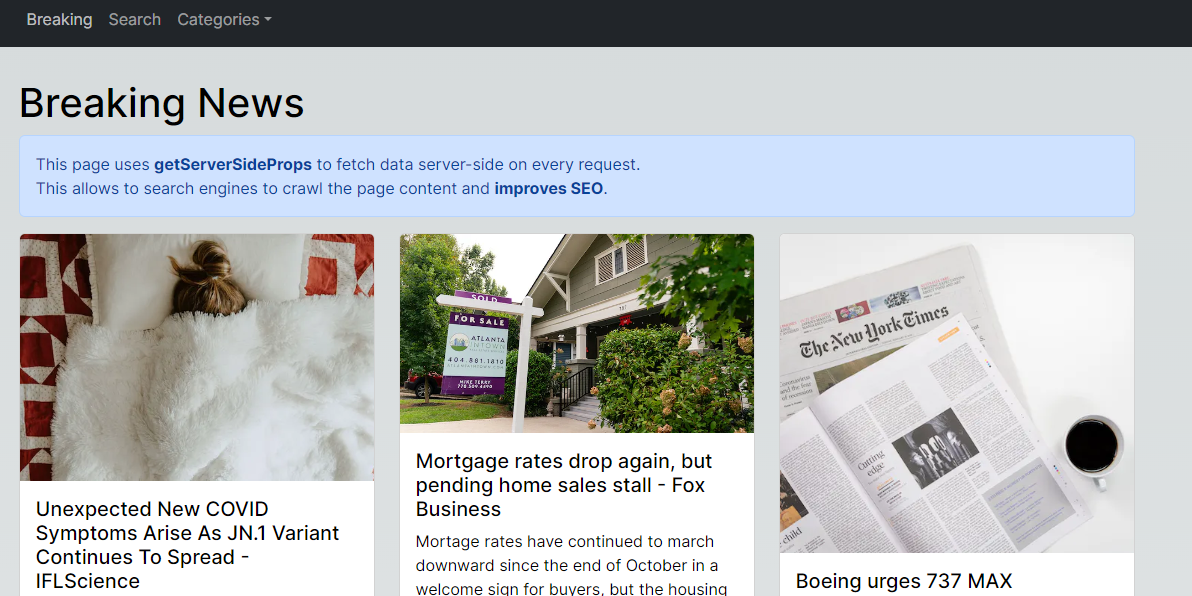 Breaking Search Categories
Breaking News
This page uses getServerSideProps to fetch data server-side on every request.
This allows to search engines to crawl the page content and improves SEO.
SOLD
FOR SALE
ATLANTA
INTOWN
404.881.1810
MIKE TERRY
The New York Times
Cutting
edge
child
Unexpected New COVID
Symptoms Arise As JN.1 Variant
Continues To Spread -
IFLScience
Mortgage rates drop again, but
pending home sales stall - Fox
Business
Mortage rates have continued to march
downward since the end of October in a
welcome sign for buyers, but the housing
Boeing urges 737 MAX